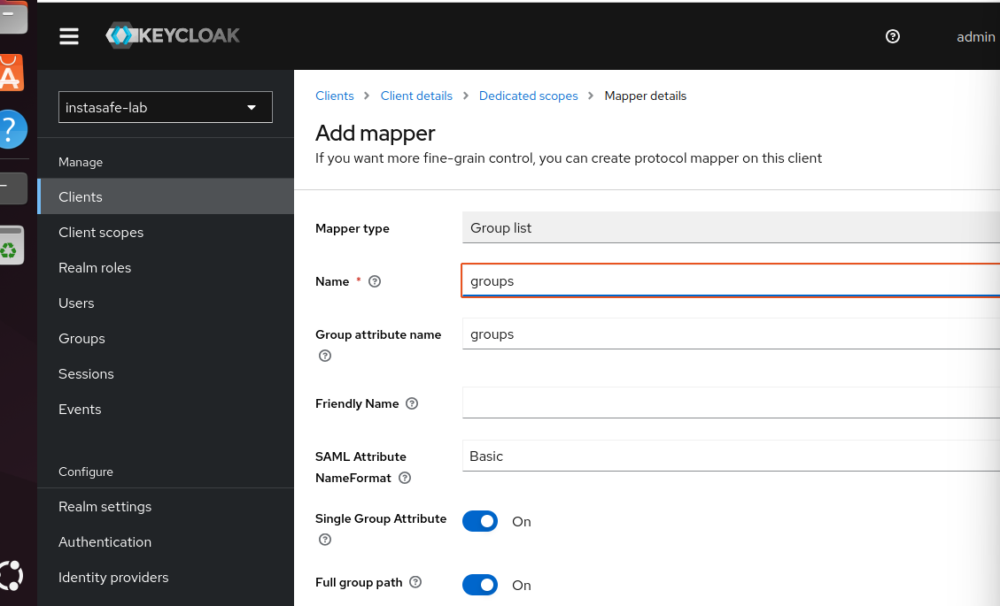 KEYCLOAK
admin
instasafe-lab
Manage
Clients
Client scopes
Realm roles
Users
Groups
Sessions
Events
Configure
Realm settings
Authentication
Identity providers
Clients > Client details > Dedicated scopes > Mapper details
Add mapper
If you want more fine-grain control, you can create protocol mapper on this client
Mapper type
Group list
Name *
groups
Group attribute name
groups
Friendly Name
SAML Attribute
NameFormat
Basic
Single Group Attribute
On
Full group path
On